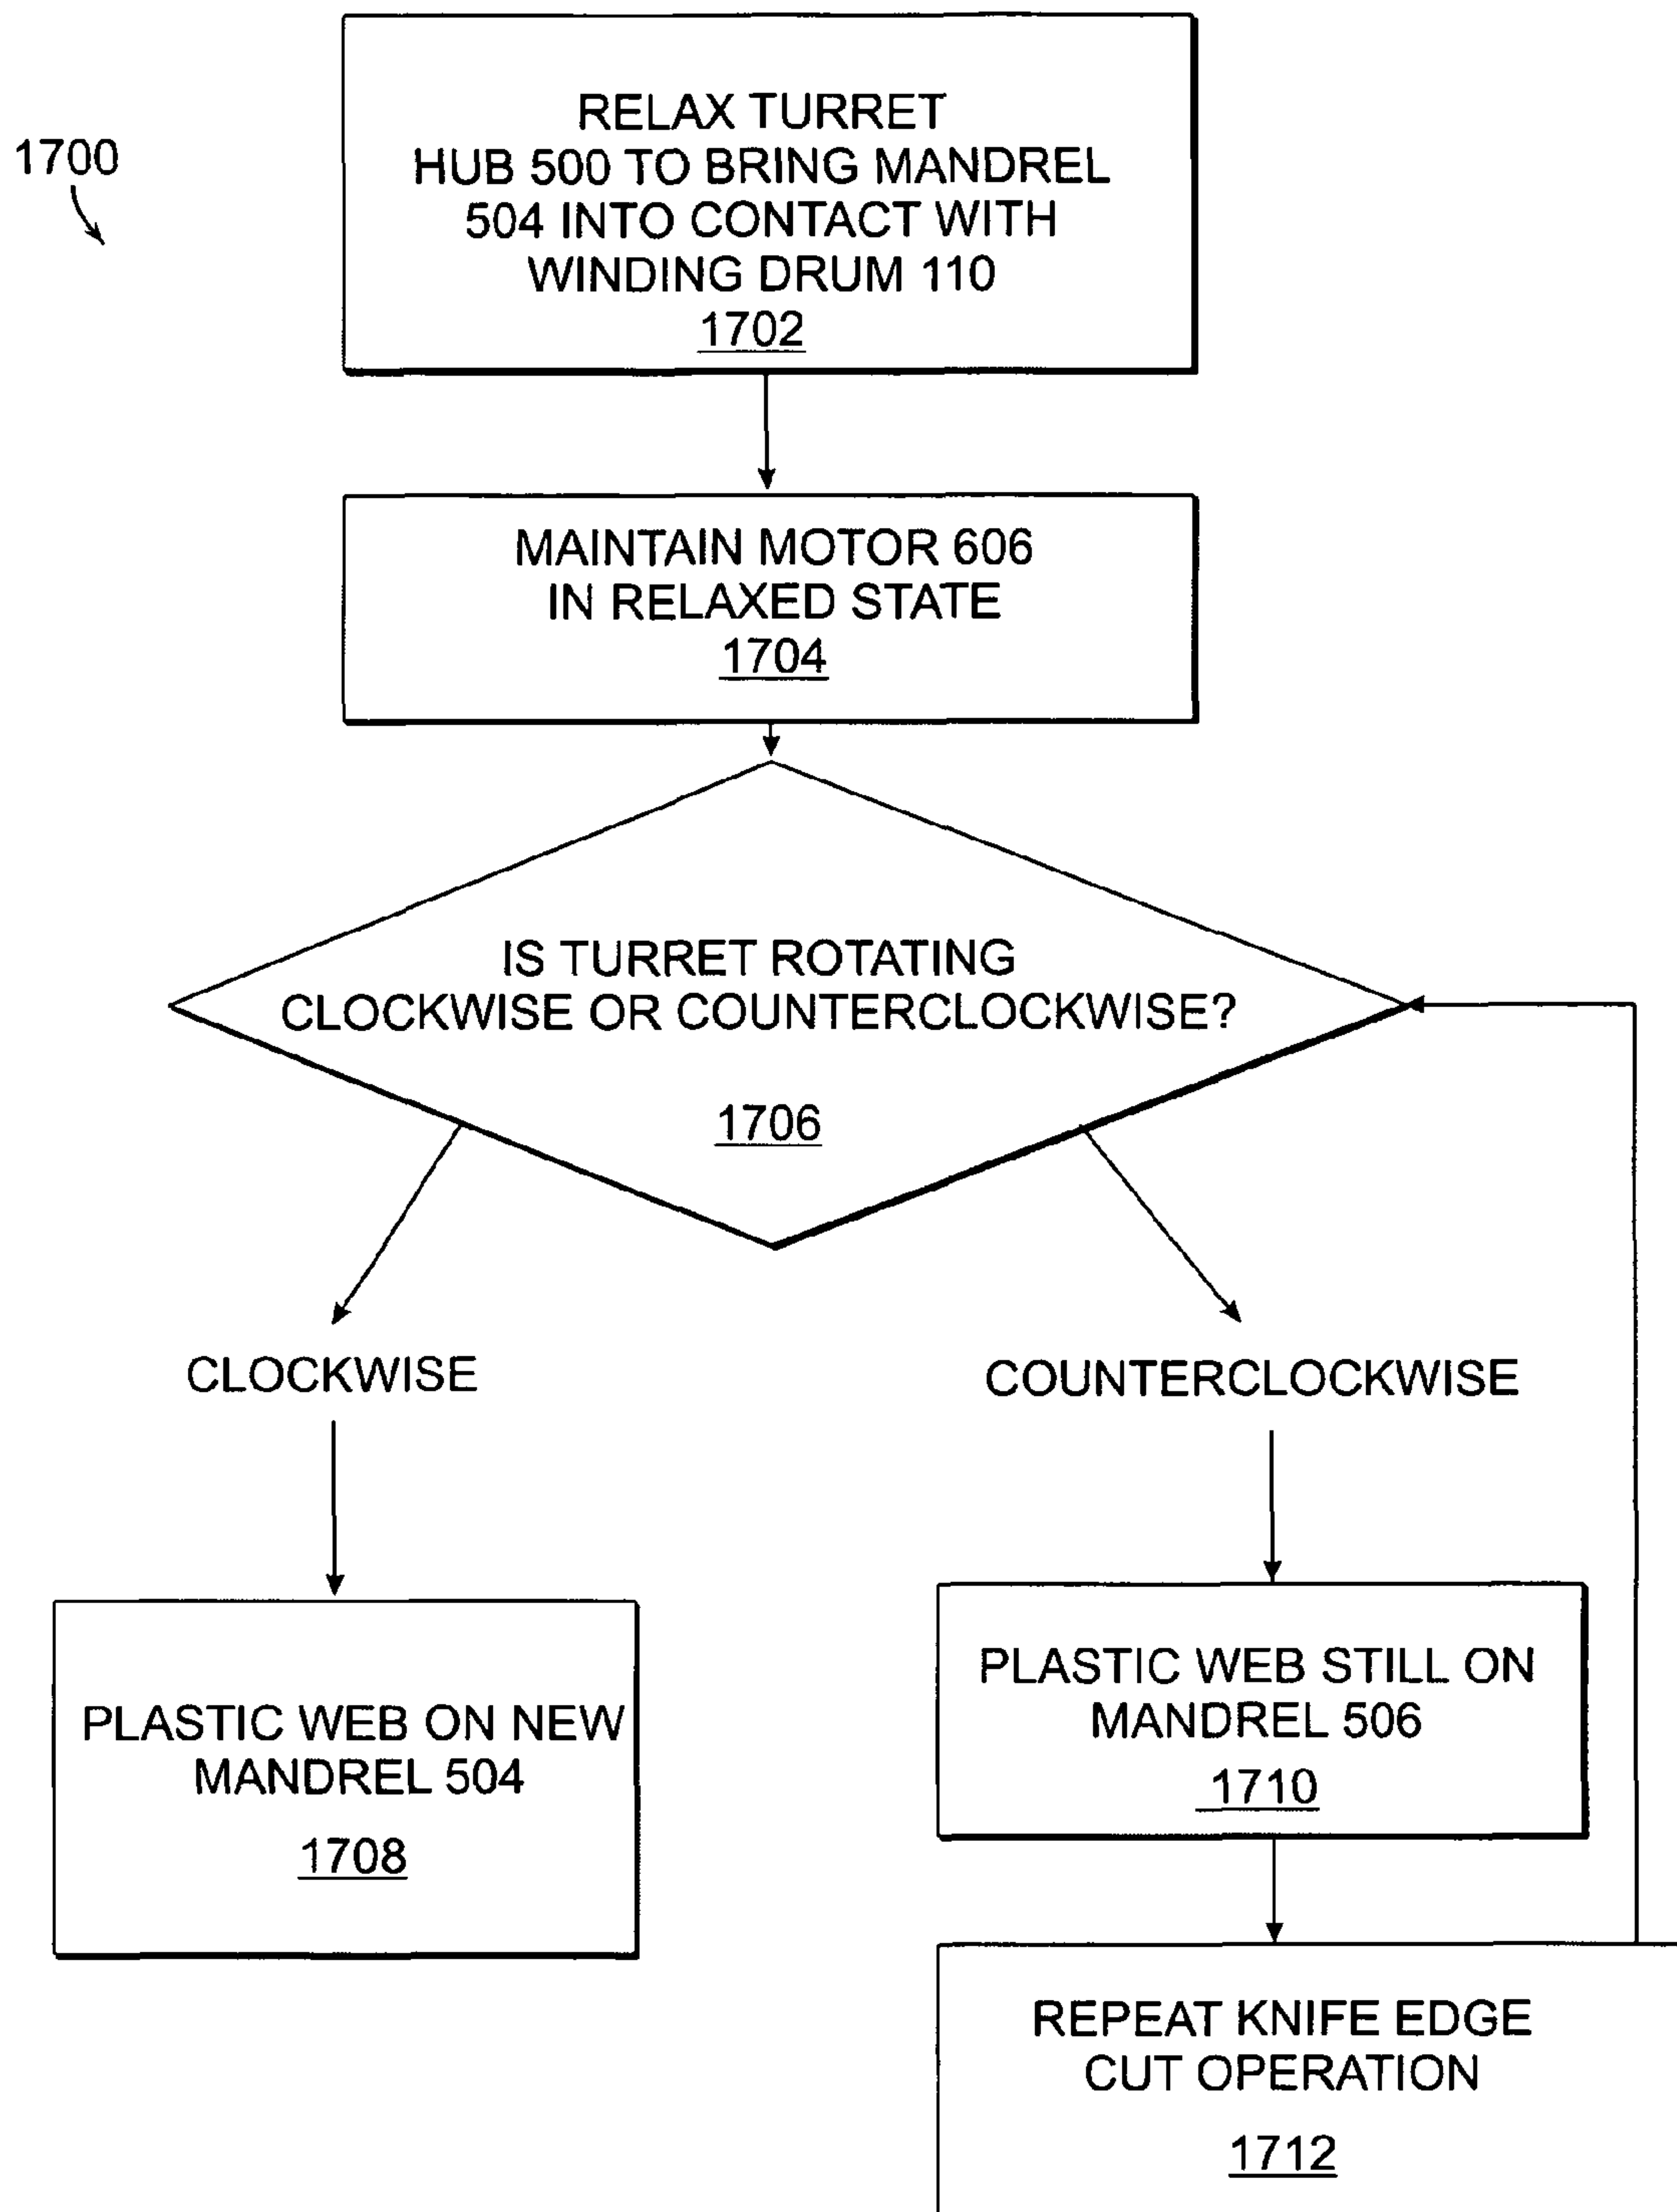 1700
RELAX TURRET
HUB 500 TO BRING MANDREL
504 INTO CONTACT WITH
WINDING DRUM 110
1702
MAINTAIN MOTOR 606
IN RELAXED STATE
1704
IS TURRET ROTATING
CLOCKWISE OR COUNTERCLOCKWISE?
1706
CLOCKWISE
COUNTERCLOCKWISE
PLASTIC WEB ON NEW
MANDREL 504
1708
PLASTIC WEB STILL ON
MANDREL 506
1710
REPEAT KNIFE EDGE
CUT OPERATION
1712